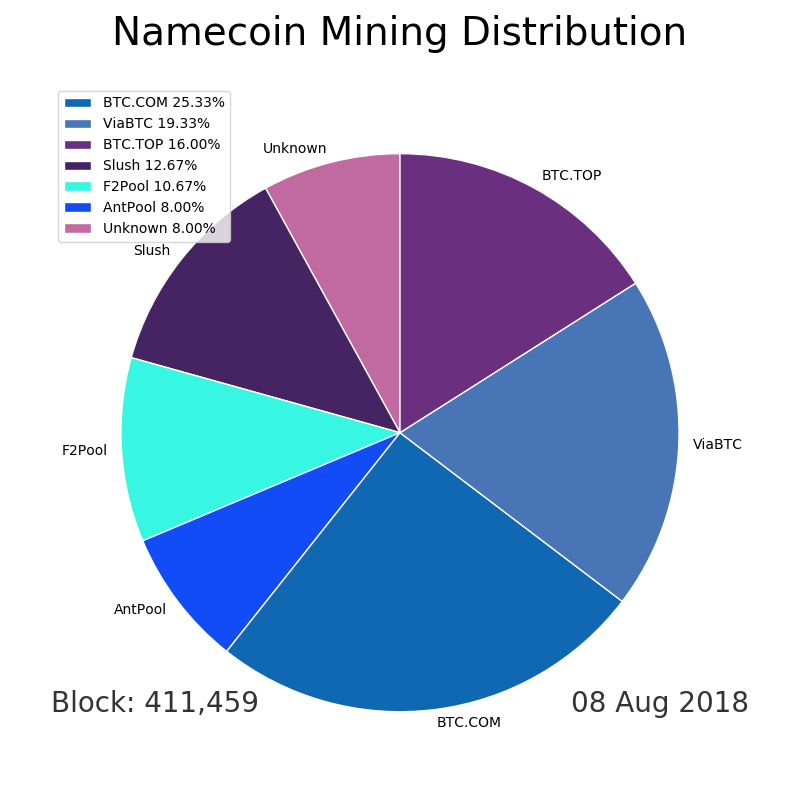 Namecoin Mining Distribution
BTC.COM 25.33%
ViaBTC 19.33%
BTC.TOP 16.00%
Slush 12.67%
F2Pool 10.67%
AntPool 8.00%
Unknown 8.00%
Unknown
BTC.TOP
Slush
ViaBTC
F2Pool
AntPool
BTC.COM
Block: 411,459
08 Aug 2018